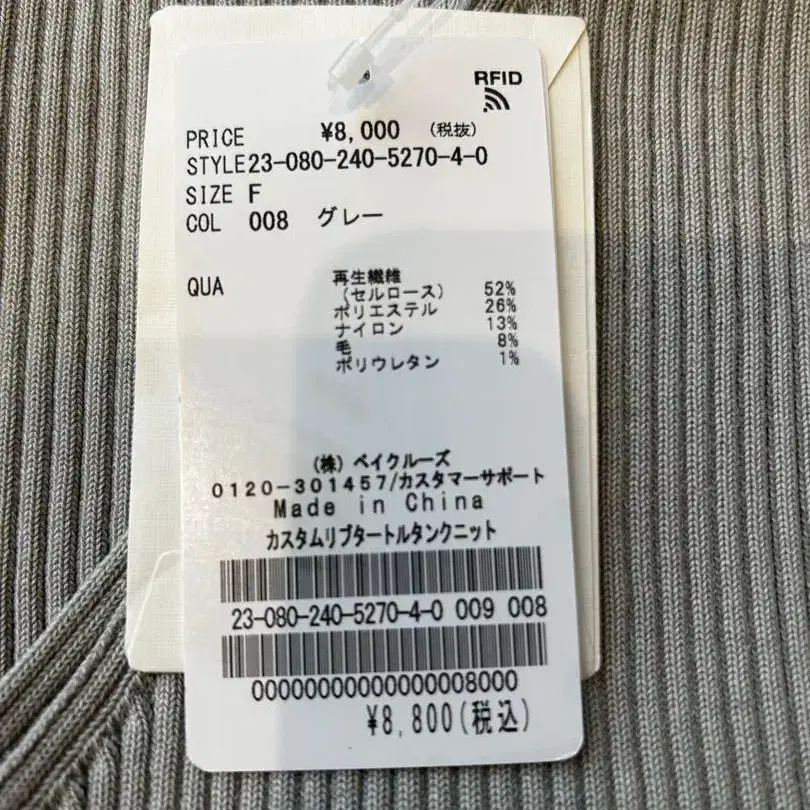 RFID
PRICE ¥8,000 (税抜)
STYLE23-080-240-5270-4-0
SIZE F
COL 008 グレー
QUA 再生繊維
(セルロース) 52%
ポリエステル 26%
ナイロン 13%
毛 8%
ポリウレタン 1%
(株) ベイクルーズ
0120-301457/カスタマーサポート
Made in China
カスタムリブタートルタンクニット
23-080-240-5270-4-0 009 008
00000000000000008000
¥8,800(税込)